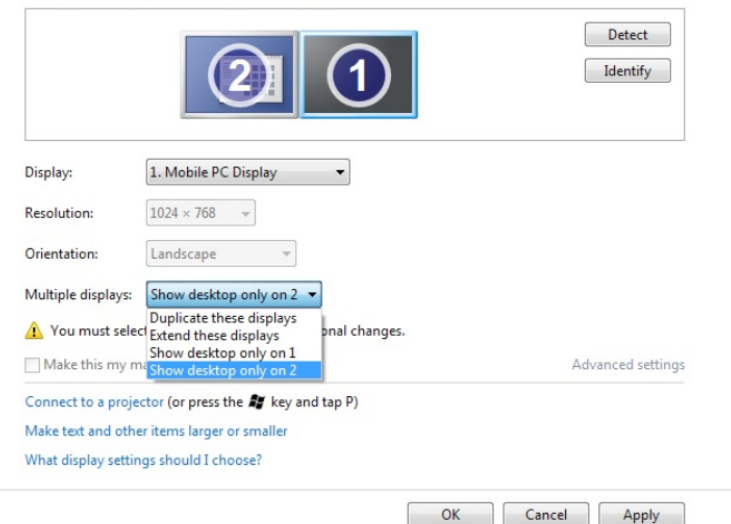 Detect
2 1
Identify
Display: 1. Mobile PC Display
Resolution: 1024 × 768
Orientation: Landscape
Multiple displays: Show desktop only on 2
Duplicate these displays
You must select onal changes.
Extend these displays
Show desktop only on 1
Make this my Advanced settings
Show desktop only on 2
Connect to a projector (or press the key and tap P)
Make text and other items larger or smaller
What display settings should I choose?
OK Cancel Apply